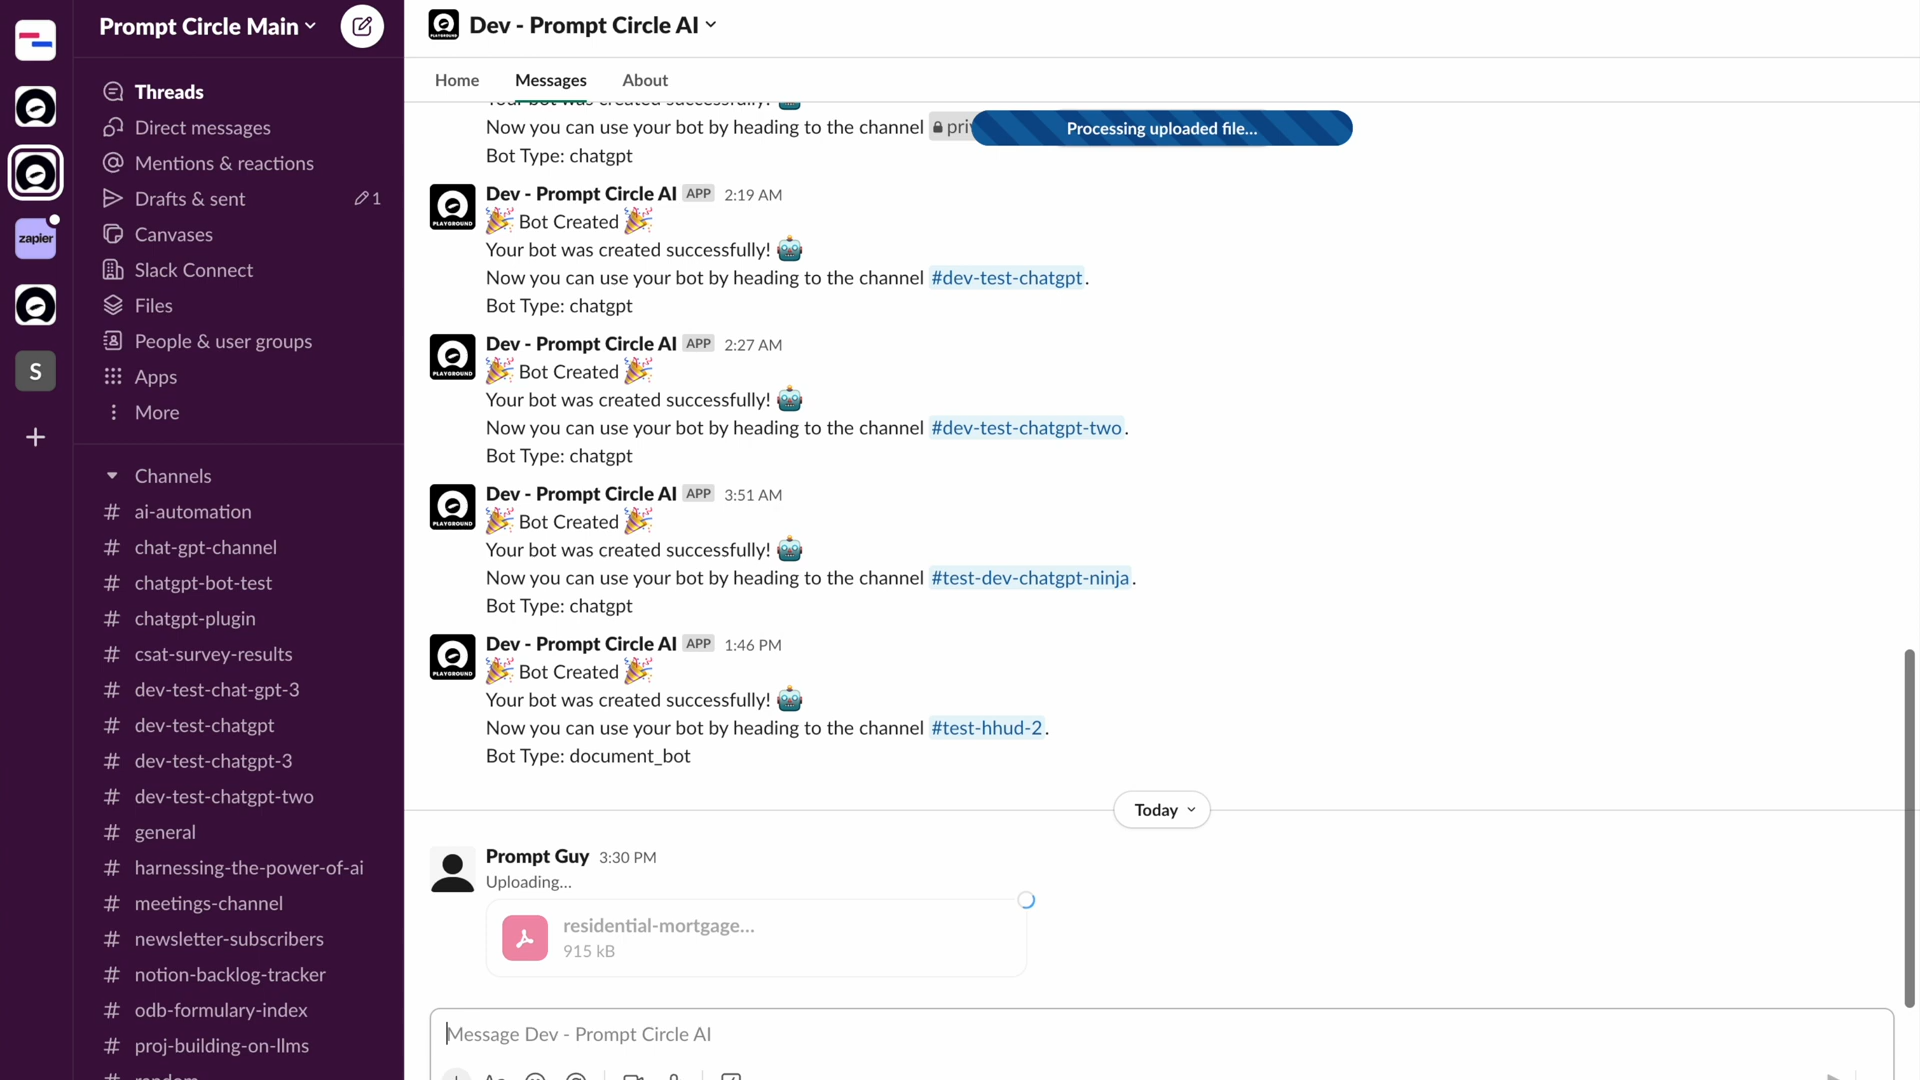 Prompt Circle Main
Threads
Direct messages
Mentions & reactions
Drafts & sent
1
Canvases
Slack Connect
Files
People & user groups
Apps
More
zapier
S
Channels
# ai-automation
# chat-gpt-channel
# chatgpt-bot-test
# chatgpt-plugin
# csat-survey-results
# dev-test-chat-gpt-3
# dev-test-chatgpt
# dev-test-chatgpt-3
# dev-test-chatgpt-two
# general
# harnessing-the-power-of-ai
# meetings-channel
# newsletter-subscribers
# notion-backlog-tracker
# odb-formulary-index
# proj-building-on-llms
# random
Dev - Prompt Circle AI
Home Messages About
Your bot was created successfully!
Now you can use your bot by heading to the channel priv
Processing uploaded file...
Bot Type: chatgpt
PLAYGROUND
Dev - Prompt Circle AI APP 2:19 AM
Bot Created
Your bot was created successfully!
Now you can use your bot by heading to the channel #dev-test-chatgpt.
Bot Type: chatgpt
PLAYGROUND
Dev - Prompt Circle AI APP 2:27 AM
Bot Created
Your bot was created successfully!
Now you can use your bot by heading to the channel #dev-test-chatgpt-two.
Bot Type: chatgpt
PLAYGROUND
Dev - Prompt Circle AI APP 3:51 AM
Bot Created
Your bot was created successfully!
Now you can use your bot by heading to the channel #test-dev-chatgpt-ninja.
Bot Type: chatgpt
PLAYGROUND
Dev - Prompt Circle AI APP 1:46 PM
Bot Created
Your bot was created successfully!
Now you can use your bot by heading to the channel #test-hhud-2.
Bot Type: document_bot
Today
Prompt Guy 3:30 PM
Uploading...
residential-mortgage...
915 kB
Message Dev - Prompt Circle AI
Aa